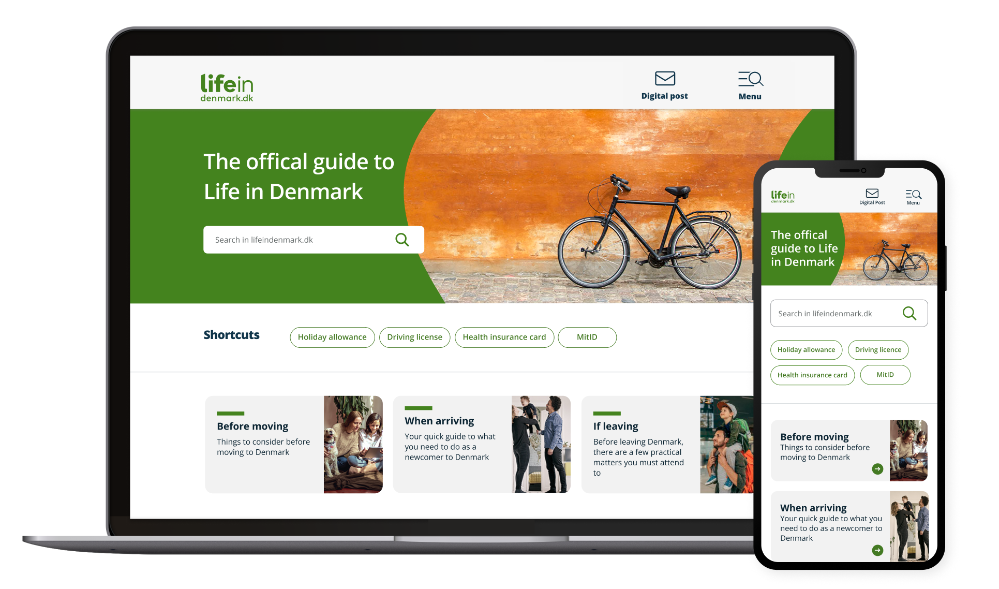 lifein
denmark.dk
Digital post
Menu
The offical guide to
Life in Denmark
Search in lifeindenmark.dk
Shortcuts
Holiday allowance
Driving license
Health insurance card
MitID
Before moving
Things to consider before
moving to Denmark
When arriving
Your quick guide to what
you need to do as a
newcomer to Denmark
If leaving
Before leaving Denmark,
there are a few practical
matters you must attend
to
lifein
denmark.dk
Digital Post
Menu
The offical
guide to Life
in Denmark
Search in lifeindenmark.dk
Holiday allowance
Driving licence
Health insurance card
MitID
Before moving
Things to consider before
moving to Denmark
When arriving
Your quick guide to what you
need to do as a newcomer to
Denmark